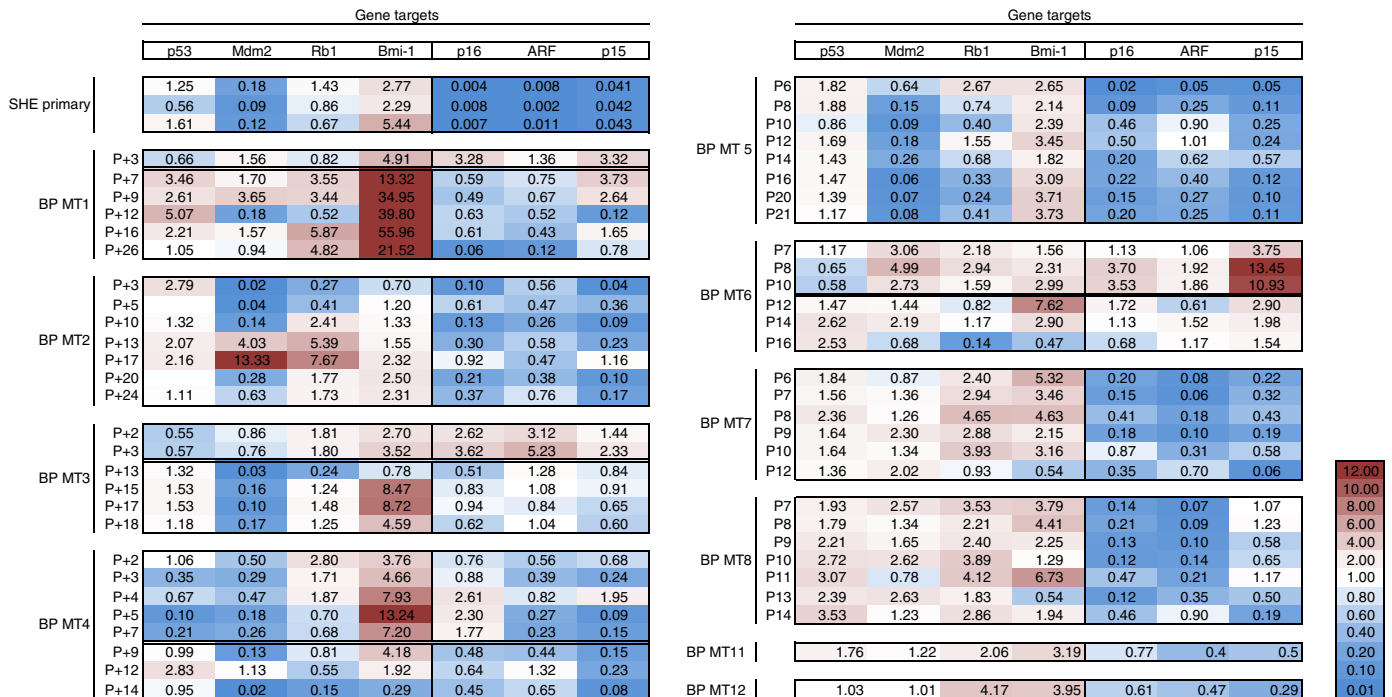 Gene targets
p53 Mdm2 Rb1 Bmi-1 p16 ARF p15
SHE primary
1.25 0.18 1.43 2.77 0.004 0.008 0.041
0.56 0.09 0.86 2.29 0.008 0.002 0.042
1.61 0.12 0.67 5.44 0.007 0.011 0.043
BP MT1
P+3 0.66 1.56 0.82 4.91 3.28 1.36 3.32
P+7 3.46 1.70 3.55 13.32 0.59 0.75 3.73
P+9 2.61 3.65 3.44 34.95 0.49 0.67 2.64
P+12 5.07 0.18 0.52 39.80 0.63 0.52 0.12
P+16 2.21 1.57 5.87 55.96 0.61 0.43 1.65
P+26 1.05 0.94 4.82 21.52 0.06 0.12 0.78
BP MT2
P+3 2.79 0.02 0.27 0.70 0.10 0.56 0.04
P+5 0.04 0.41 1.20 0.61 0.47 0.36
P+10 1.32 0.14 2.41 1.33 0.13 0.26 0.09
P+13 2.07 4.03 5.39 1.55 0.30 0.58 0.23
P+17 2.16 13.33 7.67 2.32 0.92 0.47 1.16
P+20 0.28 1.77 2.50 0.21 0.38 0.10
P+24 1.11 0.63 1.73 2.31 0.37 0.76 0.17
BP MT3
P+2 0.55 0.86 1.81 2.70 2.62 3.12 1.44
P+3 0.57 0.76 1.80 3.52 3.62 5.23 2.33
P+13 1.32 0.03 0.24 0.78 0.51 1.28 0.84
P+15 1.53 0.16 1.24 8.47 0.83 1.08 0.91
P+17 1.53 0.10 1.48 8.72 0.94 0.84 0.65
P+18 1.18 0.17 1.25 4.59 0.62 1.04 0.60
BP MT4
P+2 1.06 0.50 2.80 3.76 0.76 0.56 0.68
P+3 0.35 0.29 1.71 4.66 0.88 0.39 0.24
P+4 0.67 0.47 1.87 7.93 2.61 0.82 1.95
P+5 0.10 0.18 0.70 13.24 2.30 0.27 0.09
P+7 0.21 0.26 0.68 7.20 1.77 0.23 0.15
P+9 0.99 0.13 0.81 4.18 0.48 0.44 0.15
P+12 2.83 1.13 0.55 1.92 0.64 1.32 0.23
P+14 0.95 0.02 0.15 0.29 0.45 0.65 0.08
Gene targets
p53 Mdm2 Rb1 Bmi-1 p16 ARF p15
BP MT 5
P6 1.82 0.64 2.67 2.65 0.02 0.05 0.05
P8 1.88 0.15 0.74 2.14 0.09 0.25 0.11
P10 0.86 0.09 0.40 2.39 0.46 0.90 0.25
P12 1.69 0.18 1.55 3.45 0.50 1.01 0.24
P14 1.43 0.26 0.68 1.82 0.20 0.62 0.57
P16 1.47 0.06 0.33 3.09 0.22 0.40 0.12
P20 1.39 0.07 0.24 3.71 0.15 0.27 0.10
P21 1.17 0.08 0.41 3.73 0.20 0.25 0.11
BP MT6
P7 1.17 3.06 2.18 1.56 1.13 1.06 3.75
P8 0.65 4.99 2.94 2.31 3.70 1.92 13.45
P10 0.58 2.73 1.59 2.99 3.53 1.86 10.93
P12 1.47 1.44 0.82 7.62 1.72 0.61 2.90
P14 2.62 2.19 1.17 2.90 1.13 1.52 1.98
P16 2.53 0.68 0.14 0.47 0.68 1.17 1.54
BP MT7
P6 1.84 0.87 2.40 5.32 0.20 0.08 0.22
P7 1.56 1.36 2.94 3.46 0.15 0.06 0.32
P8 2.36 1.26 4.65 4.63 0.41 0.18 0.43
P9 1.64 2.30 2.88 2.15 0.18 0.10 0.19
P10 1.64 1.34 3.93 3.16 0.87 0.31 0.58
P12 1.36 2.02 0.93 0.54 0.35 0.70 0.06
BP MT8
P7 1.93 2.57 3.53 3.79 0.14 0.07 1.07
P8 1.79 1.34 2.21 4.41 0.21 0.09 1.23
P9 2.21 1.65 2.40 2.25 0.13 0.10 0.58
P10 2.72 2.62 3.89 1.29 0.12 0.14 0.65
P11 3.07 0.78 4.12 6.73 0.47 0.21 1.17
P13 2.39 2.63 1.83 0.54 0.12 0.35 0.50
P14 3.53 1.23 2.86 1.94 0.46 0.90 0.19
BP MT11 1.76 1.22 2.06 3.19 0.77 0.4 0.5
BP MT12 1.03 1.01 4.17 3.95 0.61 0.47 0.29
12.00
10.00
8.00
6.00
4.00
2.00
1.00
0.80
0.60
0.40
0.20
0.10
0.01